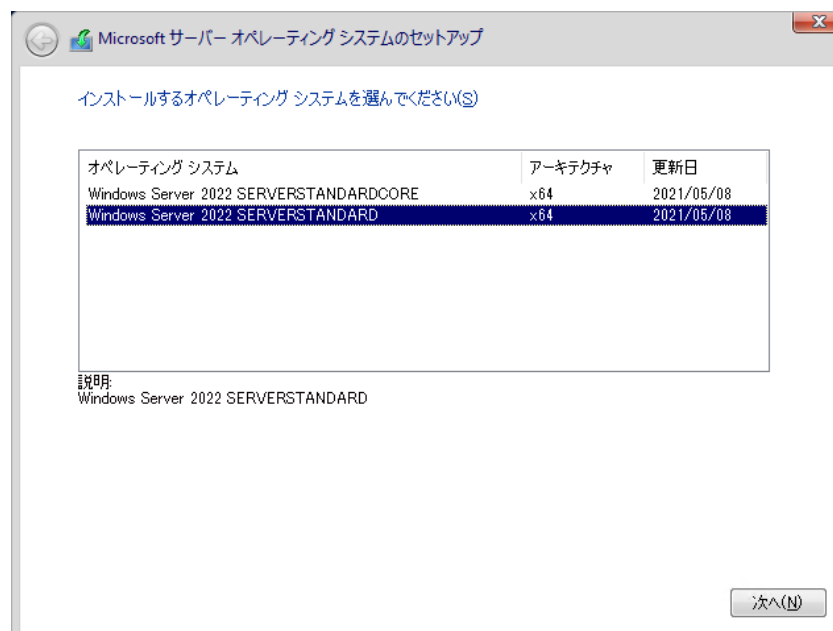 Microsoft サーバー オペレーティング システムのセットアップ
インストールするオペレーティング システムを選んでください(S)
オペレーティング システム アーキテクチャ 更新日
Windows Server 2022 SERVERSTANDARDCORE x64 2021/05/08
Windows Server 2022 SERVERSTANDARD x64 2021/05/08
説明:
Windows Server 2022 SERVERSTANDARD
次へ(N)